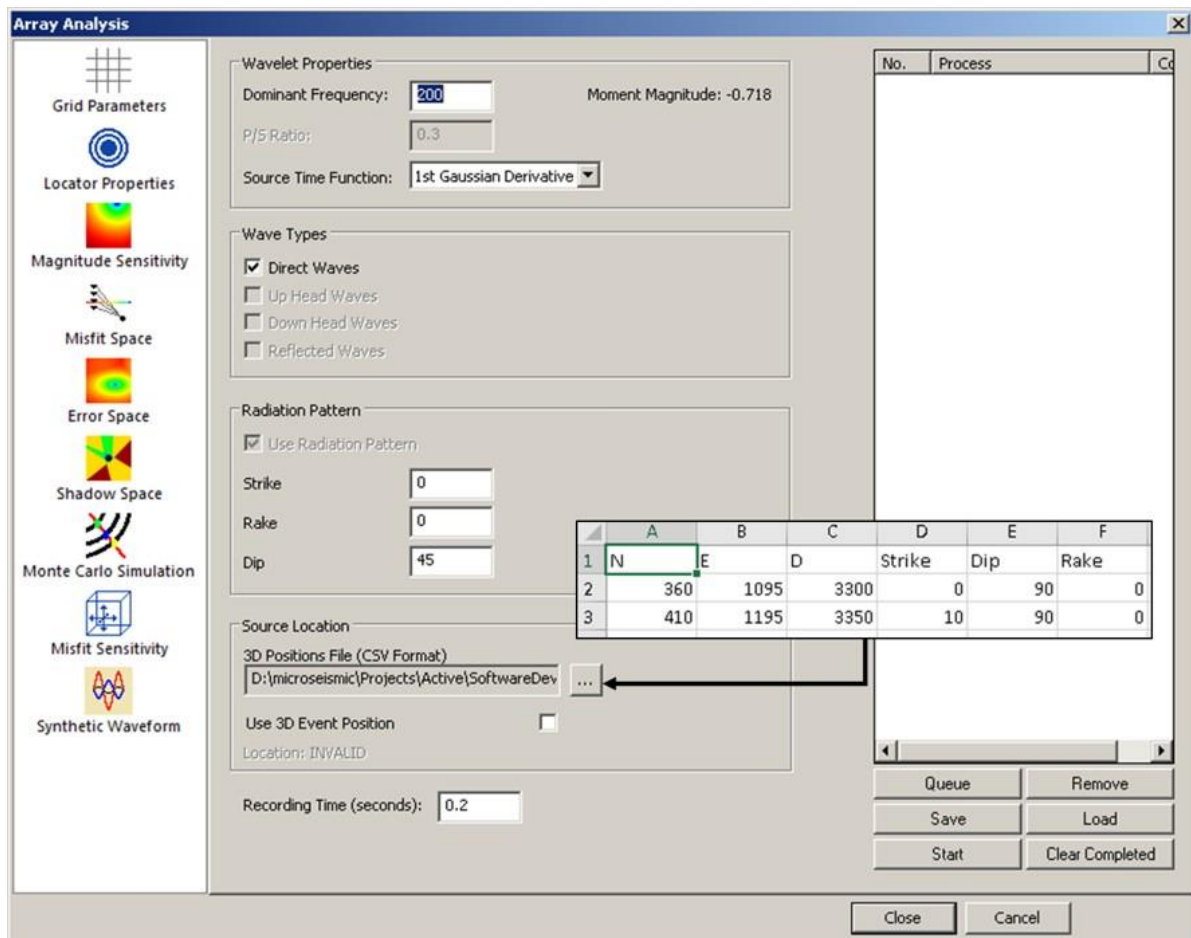 Array Analysis
Grid Parameters
Locator Properties
Magnitude Sensitivity
Misfit Space
Error Space
Shadow Space
Monte Carlo Simulation
Misfit Sensitivity
Synthetic Waveform
Wavelet Properties
Dominant Frequency: 200 Moment Magnitude: -0.718
P/S Ratio: 0.3
Source Time Function: 1st Gaussian Derivative
Wave Types
Direct Waves
Up Head Waves
Down Head Waves
Reflected Waves
Radiation Pattern
Use Radiation Pattern
Strike 0
Rake 0
Dip 45
A B C D E F
1 N E D Strike Dip Rake
2 360 1095 3300 0 90 0
3 410 1195 3350 10 90 0
Source Location
3D Positions File (CSV Format)
D:\microseismic\Projects\Active\SoftwareDev ...
Use 3D Event Position
Location: INVALID
Recording Time (seconds): 0.2
No. Process Co
Queue Remove
Save Load
Start Clear Completed
Close Cancel